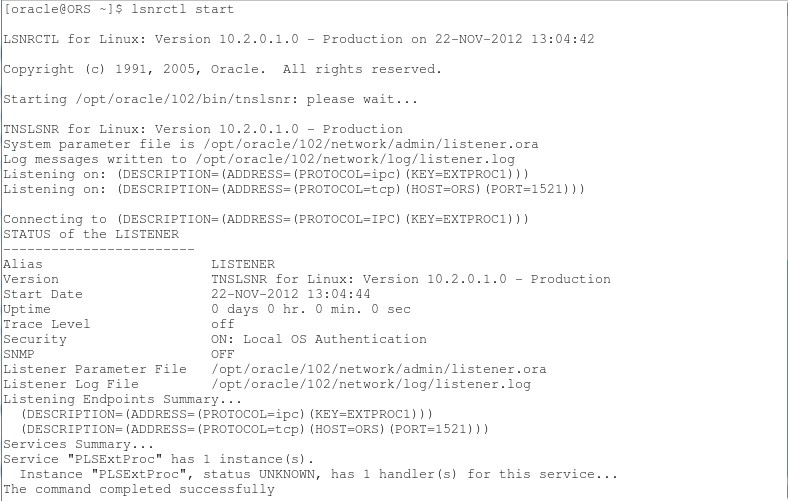 [oracle@ORS ~]$ lsnrctl start
LSNRCTL for Linux: Version 10.2.0.1.0 - Production on 22-NOV-2012 13:04:42
Copyright (c) 1991, 2005, Oracle.  All rights reserved.
Starting /opt/oracle/102/bin/tnslsnr: please wait...
TNSLSNR for Linux: Version 10.2.0.1.0 - Production
System parameter file is /opt/oracle/102/network/admin/listener.ora
Log messages written to /opt/oracle/102/network/log/listener.log
Listening on: (DESCRIPTION=(ADDRESS=(PROTOCOL=ipc)(KEY=EXTPROC1)))
Listening on: (DESCRIPTION=(ADDRESS=(PROTOCOL=tcp)(HOST=ORS)(PORT=1521)))
Connecting to (DESCRIPTION=(ADDRESS=(PROTOCOL=IPC)(KEY=EXTPROC1)))
STATUS of the LISTENER
------------------------
Alias                     LISTENER
Version                   TNSLSNR for Linux: Version 10.2.0.1.0 - Production
Start Date                22-NOV-2012 13:04:44
Uptime                    0 days 0 hr. 0 min. 0 sec
Trace Level               off
Security                  ON: Local OS Authentication
SNMP                      OFF
Listener Parameter File   /opt/oracle/102/network/admin/listener.ora
Listener Log File         /opt/oracle/102/network/log/listener.log
Listening Endpoints Summary...
  (DESCRIPTION=(ADDRESS=(PROTOCOL=ipc)(KEY=EXTPROC1)))
  (DESCRIPTION=(ADDRESS=(PROTOCOL=tcp)(HOST=ORS)(PORT=1521)))
Services Summary...
Service "PLSExtProc" has 1 instance(s).
  Instance "PLSExtProc", status UNKNOWN, has 1 handler(s) for this service...
The command completed successfully